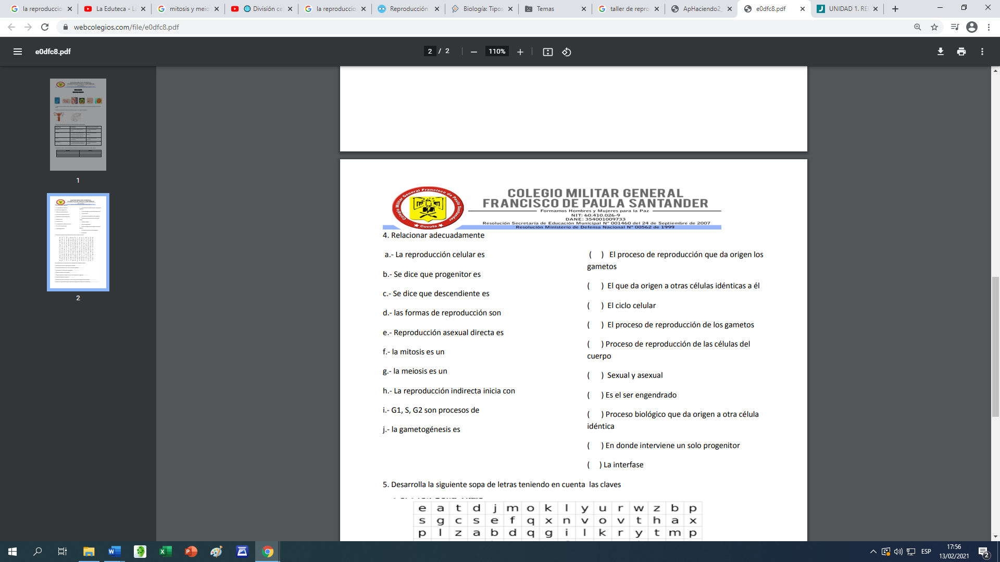 la reproduccio
La Eduteca - L
mitosis y meio
División ce
la reproduccio
Reproducción
Biología: Tipos
Temas
taller de repro
ApHaciendo2_
e0dfc8.pdf
UNIDAD 1. RE
webcolegios.com/file/e0dfc8.pdf
e0dfc8.pdf
2 / 2
110%
1
2
Colegio Militar General Francisco de Paula Santander
Cucuta
COLEGIO MILITAR GENERAL
FRANCISCO DE PAULA SANTANDER
Formamos Hombres y Mujeres para la Paz
NIT: 60.410.026-9
DANE: 354001009733
Resolución Secretaría de Educación Municipal N° 001460 del 24 de Septiembre de 2007
Resolución Ministerio de Defensa Nacional N° 00562 de 1999
4. Relacionar adecuadamente
a.- La reproducción celular es
b.- Se dice que progenitor es
c.- Se dice que descendiente es
d.- las formas de reproducción son
e.- Reproducción asexual directa es
f.- la mitosis es un
g.- la meiosis es un
h.- La reproducción indirecta inicia con
i.- G1, S, G2 son procesos de
j.- la gametogénesis es
( ) El proceso de reproducción que da origen los
gametos
( ) El que da origen a otras células idénticas a él
( ) El ciclo celular
( ) El proceso de reproducción de los gametos
( ) Proceso de reproducción de las células del
cuerpo
( ) Sexual y asexual
( ) Es el ser engendrado
( ) Proceso biológico que da origen a otra célula
idéntica
( ) En donde interviene un solo progenitor
( ) La interfase
5. Desarrolla la siguiente sopa de letras teniendo en cuenta las claves
e a t d j m o k l y u r w z b p
s g c s e f q x n v o v t h a x
p l z a b d q g i l k r y t m p
ESP
17:56
13/02/2021
2